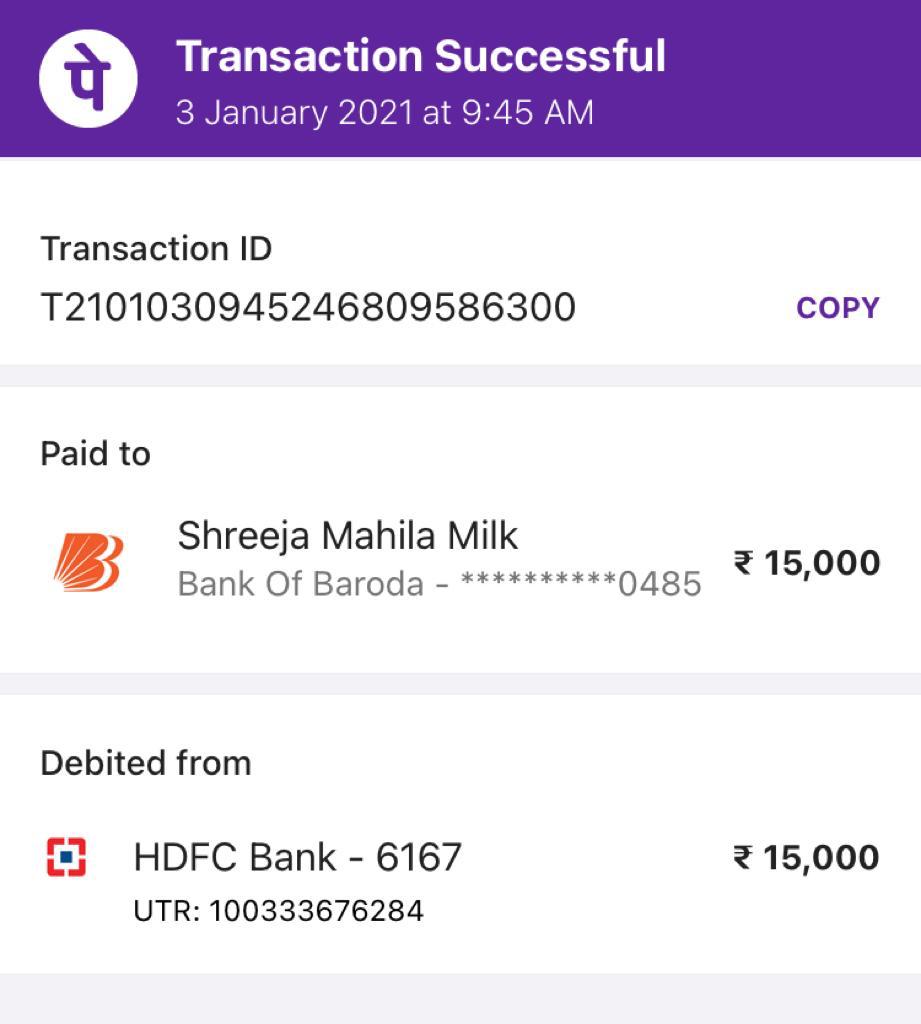 पे
Transaction Successful
3 January 2021 at 9:45 AM
Transaction ID
T2101030945246809586300
COPY
Paid to
Shreeja Mahila Milk
Bank Of Baroda - **********0485
₹ 15,000
Debited from
HDFC Bank - 6167
₹ 15,000
UTR: 100333676284